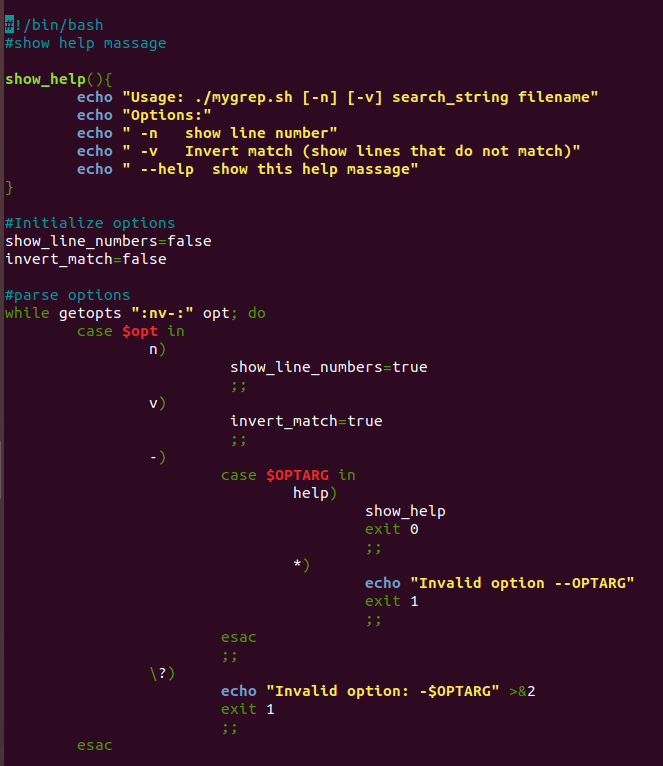 #!/bin/bash
#show help massage

show_help(){
        echo "Usage: ./mygrep.sh [-n] [-v] search_string filename"
        echo "Options:"
        echo " -n   show line number"
        echo " -v   Invert match (show lines that do not match)"
        echo " --help  show this help massage"
}

#Initialize options
show_line_numbers=false
invert_match=false

#parse options
while getopts ":nv-:" opt; do
        case $opt in
                n)
                         show_line_numbers=true
                         ;;
                v)
                         invert_match=true
                         ;;
                -)
                        case $OPTARG in
                                help)
                                        show_help
                                        exit 0
                                        ;;
                                *)
                                        echo "Invalid option --OPTARG"
                                        exit 1
                                        ;;
                        esac
                        ;;
                \?)
                        echo "Invalid option: -$OPTARG" >&2
                        exit 1
                        ;;
        esac